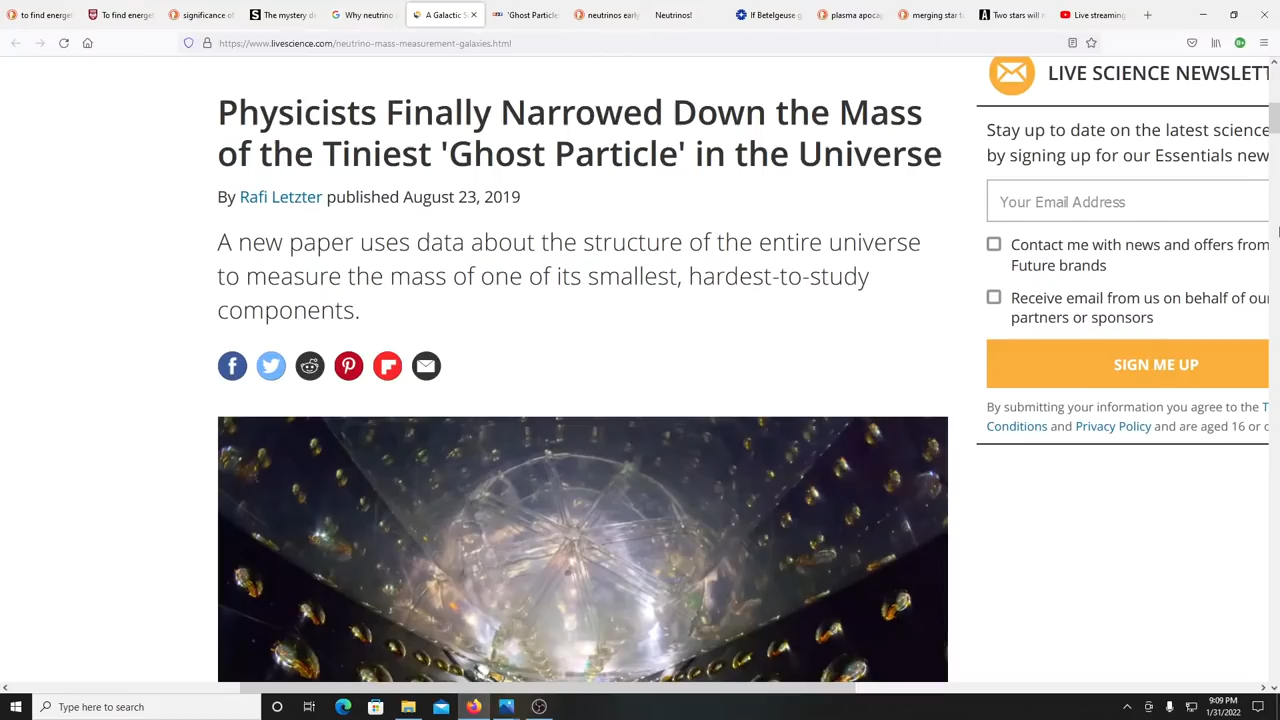 to find energet
To find energet
significance of
The mystery d
Why neutrino
A Galactic S
'Ghost Particle
neutrinos early
Neutrinos!
If Betelgeuse g
plasma apocap
merging star t
Two stars will
Live streaming
https://www.livescience.com/neutrino-mass-measurement-galaxies.html
Physicists Finally Narrowed Down the Mass
of the Tiniest 'Ghost Particle' in the Universe
By Rafi Letzter published August 23, 2019
A new paper uses data about the structure of the entire universe
to measure the mass of one of its smallest, hardest-to-study
components.
LIVE SCIENCE NEWSLETT
Stay up to date on the latest science
by signing up for our Essentials new
Your Email Address
Contact me with news and offers from
Future brands
Receive email from us on behalf of our
partners or sponsors
SIGN ME UP
By submitting your information you agree to the T
Conditions and Privacy Policy and are aged 16 or o
Type here to search
9:09 PM
1/31/2022